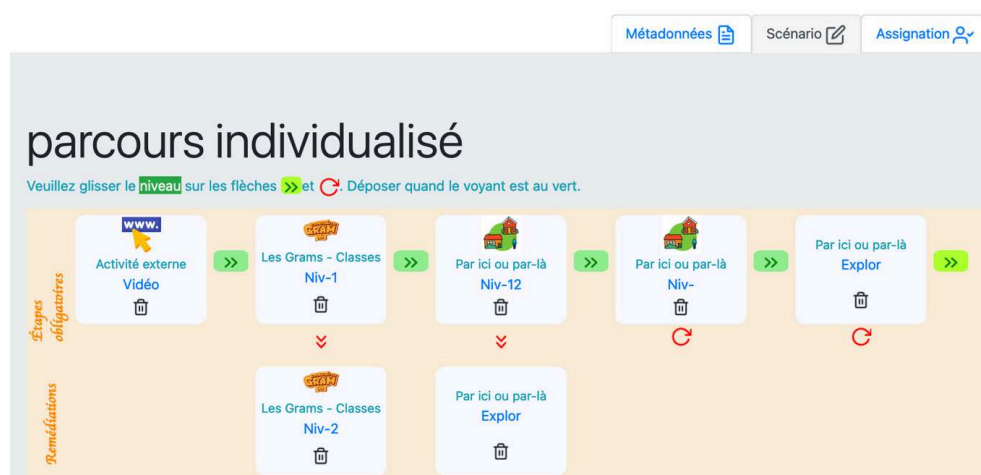 Métadonnées
Scénario
Assignation
parcours individualisé
Veuillez glisser le niveau sur les flèches >> et . Déposer quand le voyant est au vert.
Étapes obligatoires
www.
Activité externe
Vidéo
>>
GRAM
Les Grams - Classes
Niv-1
>>
Par ici ou par-là
Niv-12
>>
Par ici ou par-là
Niv-
>>
Par ici ou par-là
Explor
>>
Remédiations
GRAM
Les Grams - Classes
Niv-2
Par ici ou par-là
Explor